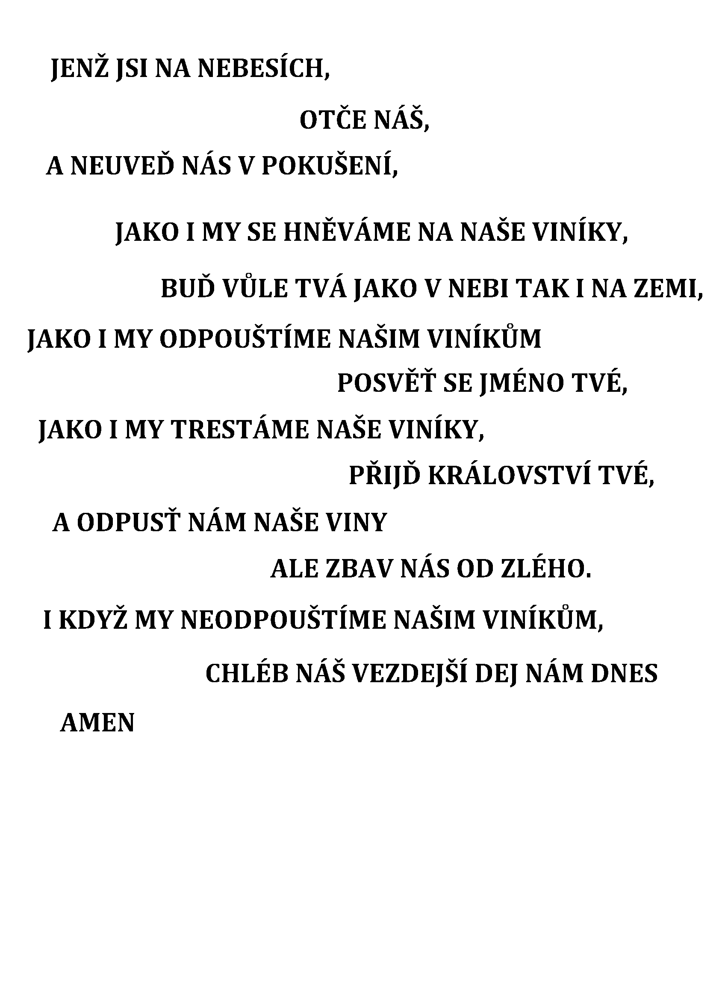 JENŽ JSI NA NEBESÍCH,
OTČE NÁŠ,
A NEUVEĎ NÁS V POKUŠENÍ,
JAKO I MY SE HNĚVÁME NA NAŠE VINÍKY,
BUĎ VŮLE TVÁ JAKO V NEBI TAK I NA ZEMI,
JAKO I MY ODPOUŠTÍME NAŠIM VINÍKŮM
POSVĚŤ SE JMÉNO TVÉ,
JAKO I MY TRESTÁME NAŠE VINÍKY,
PŘIJĎ KRÁLOVSTVÍ TVÉ,
A ODPUSŤ NÁM NAŠE VINY
ALE ZBAV NÁS OD ZLÉHO.
I KDYŽ MY NEODPOUŠTÍME NAŠIM VINÍKŮM,
CHLÉB NÁŠ VEZDEJŠÍ DEJ NÁM DNES
AMEN